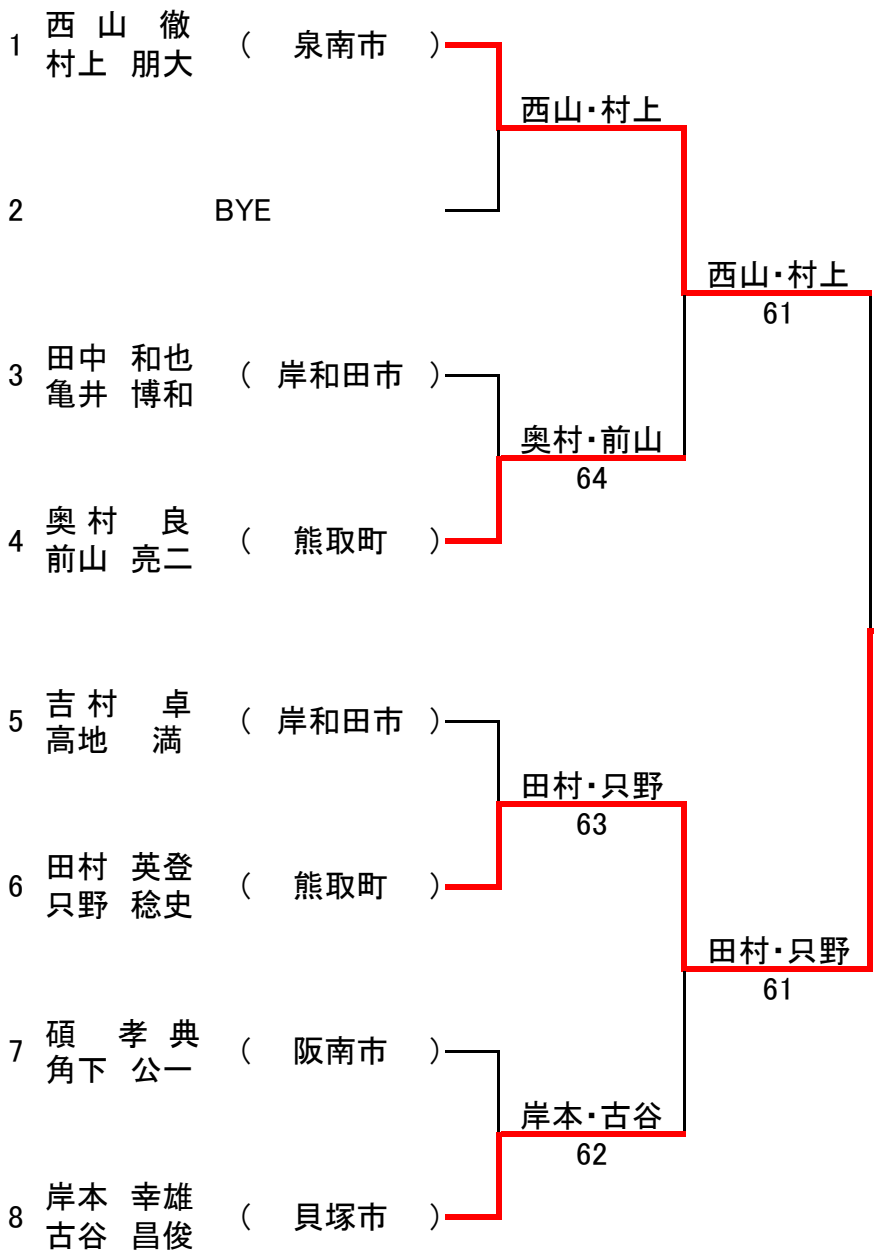 1 西山 徹 ( 泉南市 )
村上 朋大
西山・村上
2 BYE
西山・村上
61
3 田中 和也 ( 岸和田市 )
亀井 博和
奥村・前山
64
4 奥村 良 ( 熊取町 )
前山 亮二
5 吉村 卓 ( 岸和田市 )
高地 満
田村・只野
63
6 田村 英登 ( 熊取町 )
只野 稔史
田村・只野
61
7 碩 孝典 ( 阪南市 )
角下 公一
岸本・古谷
62
8 岸本 幸雄 ( 貝塚市 )
古谷 昌俊